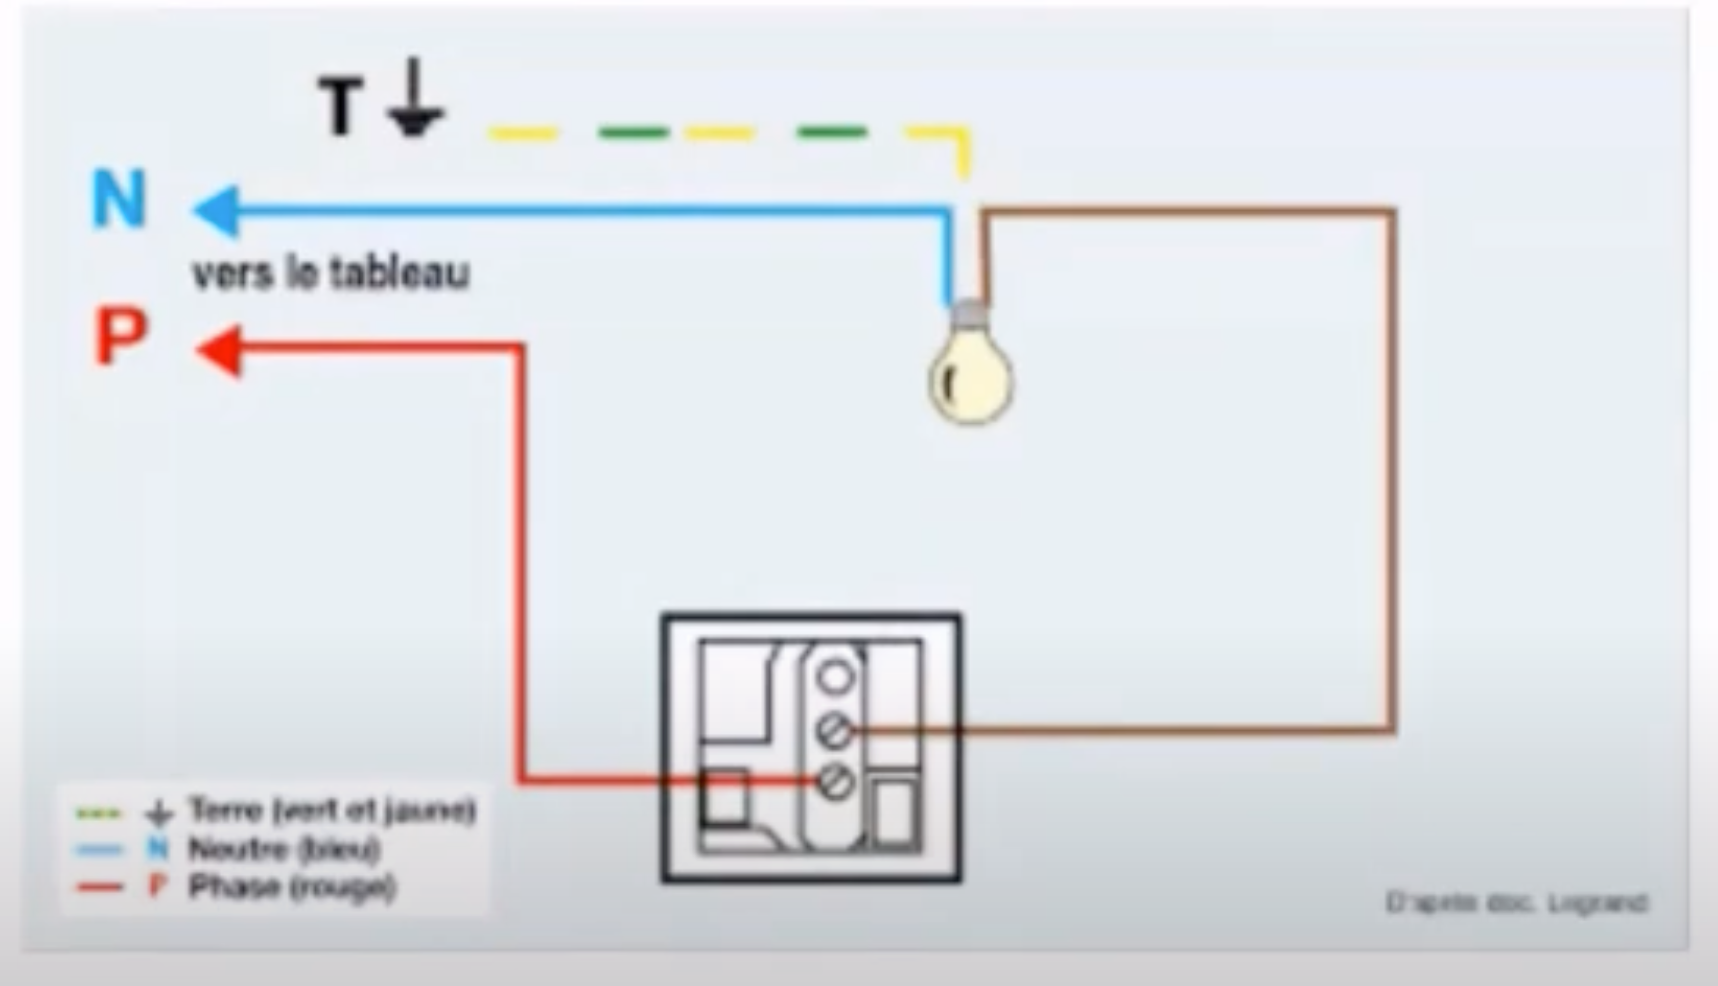 T
N
vers le tableau
P
Terre (vert et jaune)
N Neutre (bleu)
P Phase (rouge)
D'après doc. Legrand